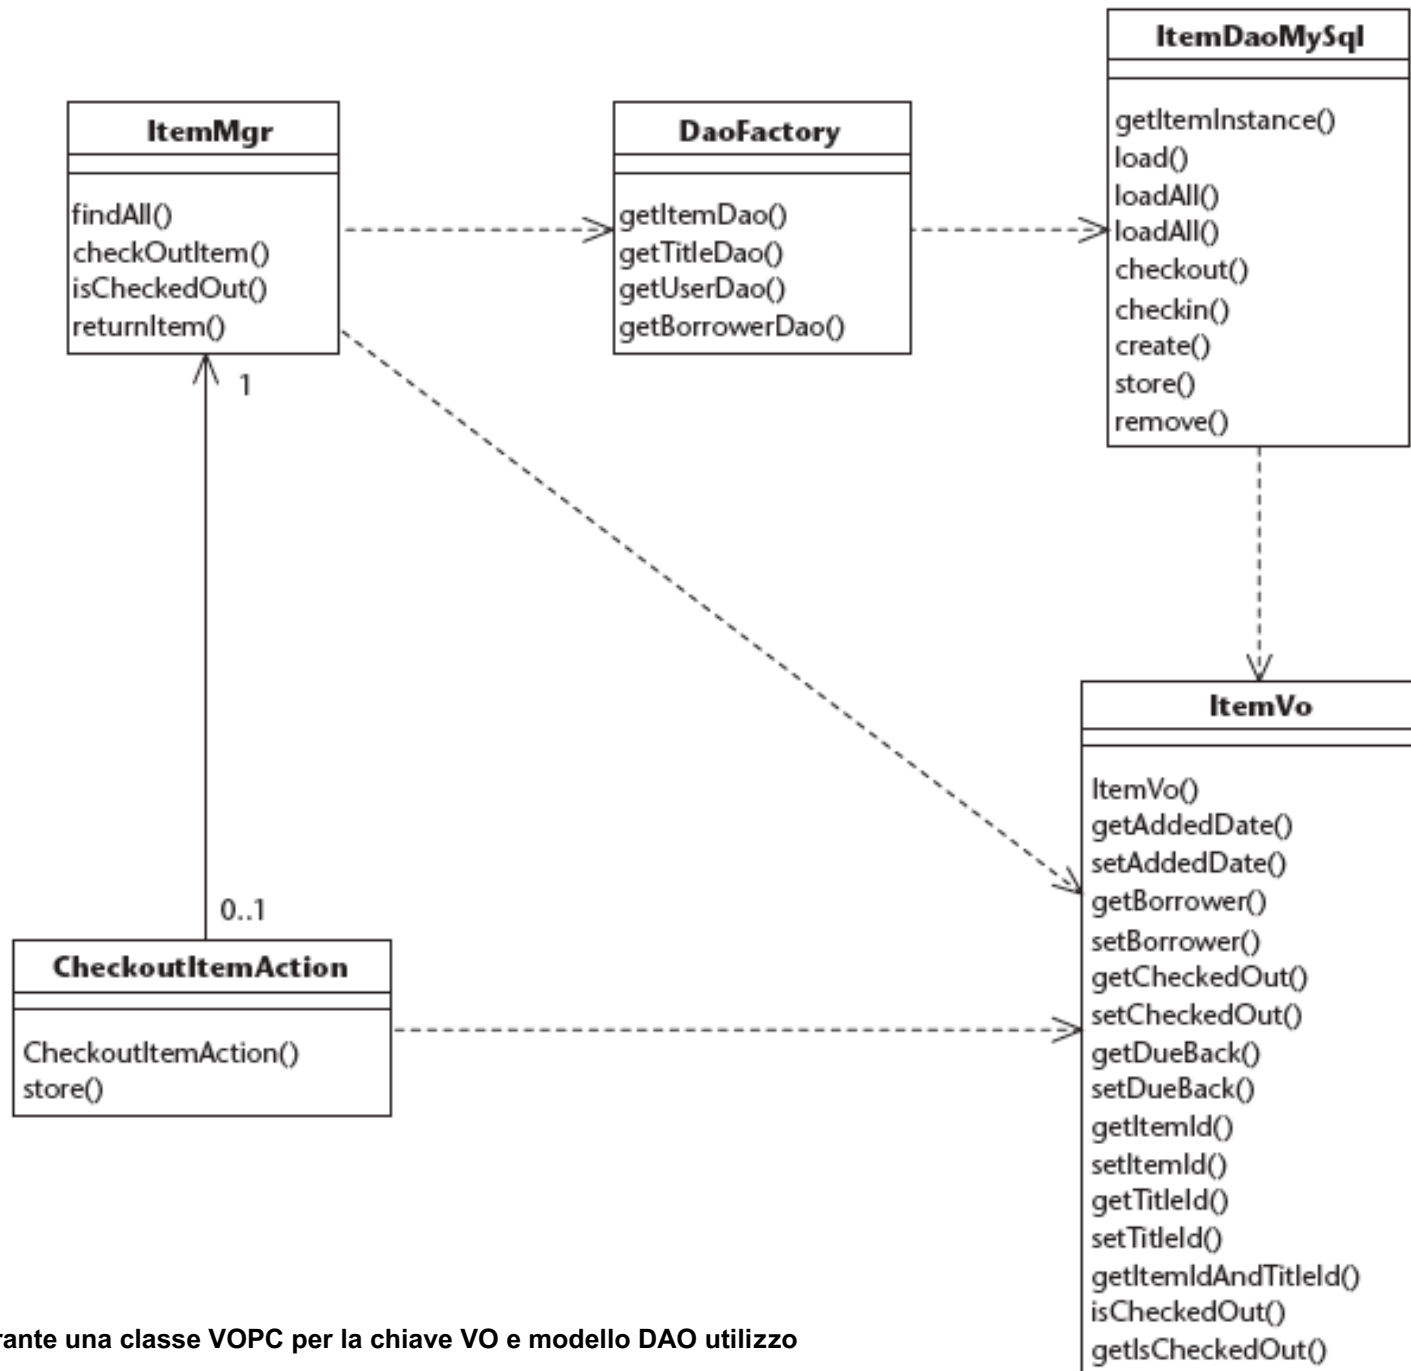 ItemDaoMySql
getItemInstance()
load()
loadAll()
loadAll()
checkout()
checkin()
create()
store()
remove()
ItemMgr
findAll()
checkOutItem()
isCheckedOut()
returnItem()
DaoFactory
getItemDao()
getTitleDao()
getUserDao()
getBorrowerDao()
1
0..1
CheckoutItemAction
CheckoutItemAction()
store()
ItemVo
ItemVo()
getAddedDate()
setAddedDate()
getBorrower()
setBorrower()
getCheckedOut()
setCheckedOut()
getDueBack()
setDueBack()
getItemId()
setItemId()
getTitleId()
setTitleId()
getItemIdAndTitleId()
isCheckedOut()
getIsCheckedOut()
rante una classe VOPC per la chiave VO e modello DAO utilizzo